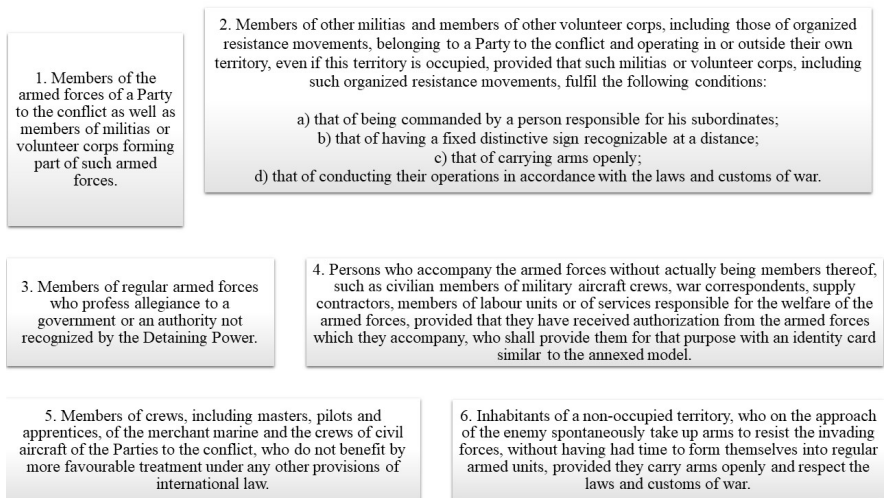 1. Members of the
armed forces of a Party
to the conflict as well as
members of militias or
volunteer corps forming
part of such armed
forces.
2. Members of other militias and members of other volunteer corps, including those of organized
resistance movements, belonging to a Party to the conflict and operating in or outside their own
territory, even if this territory is occupied, provided that such militias or volunteer corps, including
such organized resistance movements, fulfil the following conditions:
a) that of being commanded by a person responsible for his subordinates;
b) that of having a fixed distinctive sign recognizable at a distance;
c) that of carrying arms openly;
d) that of conducting their operations in accordance with the laws and customs of war.
3. Members of regular armed forces
who profess allegiance to a
government or an authority not
recognized by the Detaining Power.
4. Persons who accompany the armed forces without actually being members thereof,
such as civilian members of military aircraft crews, war correspondents, supply
contractors, members of labour units or of services responsible for the welfare of the
armed forces, provided that they have received authorization from the armed forces
which they accompany, who shall provide them for that purpose with an identity card
similar to the annexed model.
5. Members of crews, including masters, pilots and
apprentices, of the merchant marine and the crews of civil
aircraft of the Parties to the conflict, who do not benefit by
more favourable treatment under any other provisions of
international law.
6. Inhabitants of a non-occupied territory, who on the approach
of the enemy spontaneously take up arms to resist the invading
forces, without having had time to form themselves into regular
armed units, provided they carry arms openly and respect the
laws and customs of war.